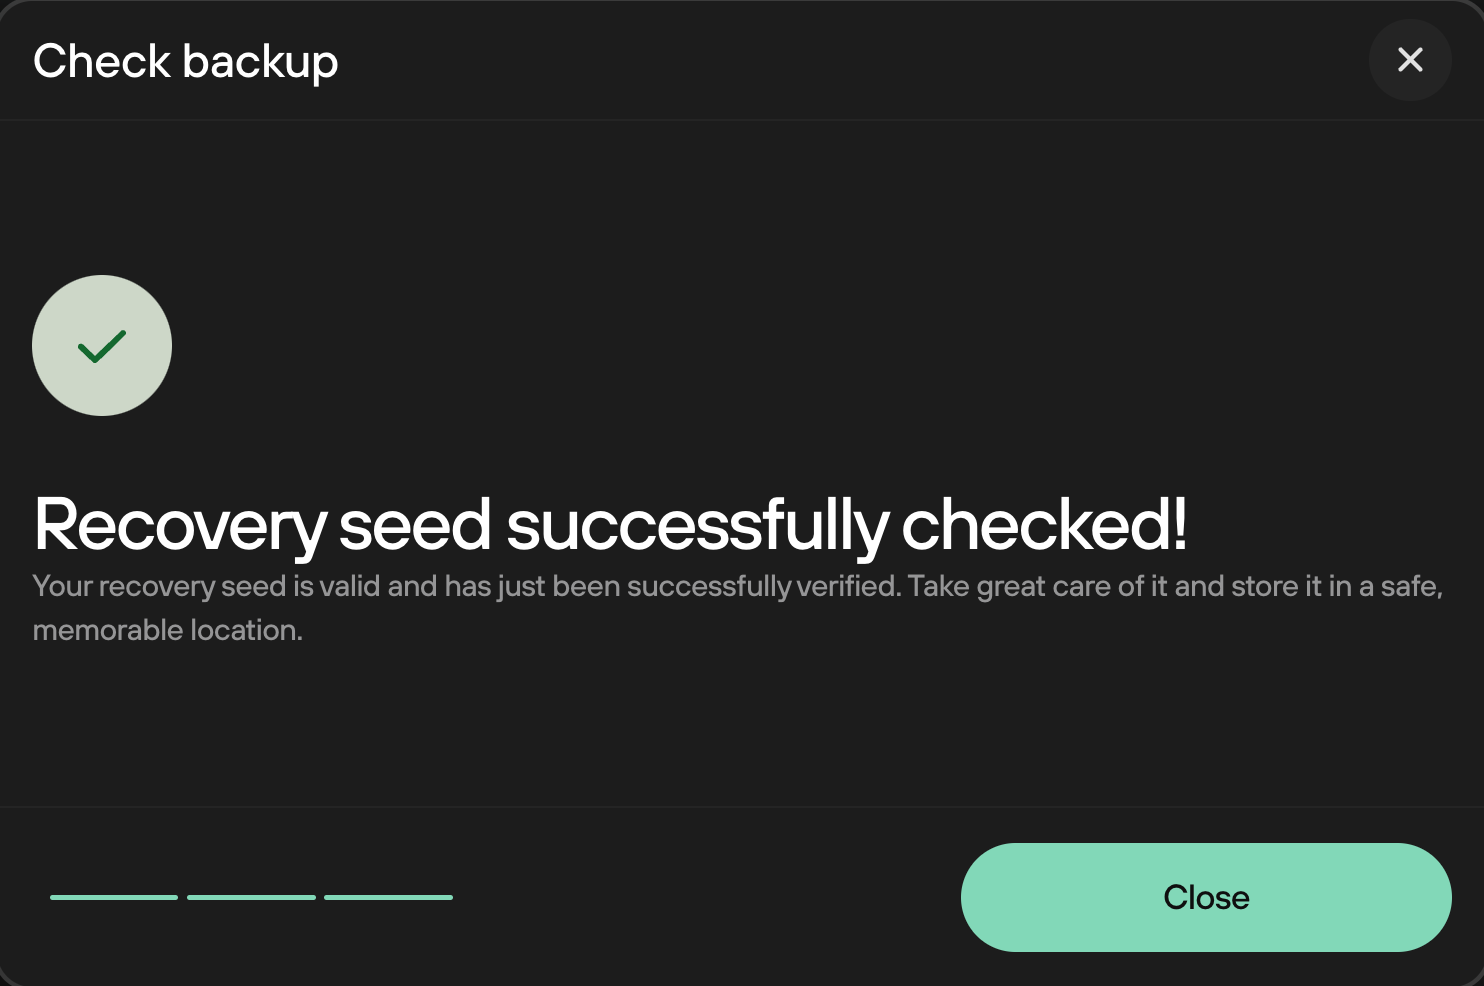 Check backup
Recovery seed successfully checked!
Your recovery seed is valid and has just been successfully verified. Take great care of it and store it in a safe,
memorable location.
Close